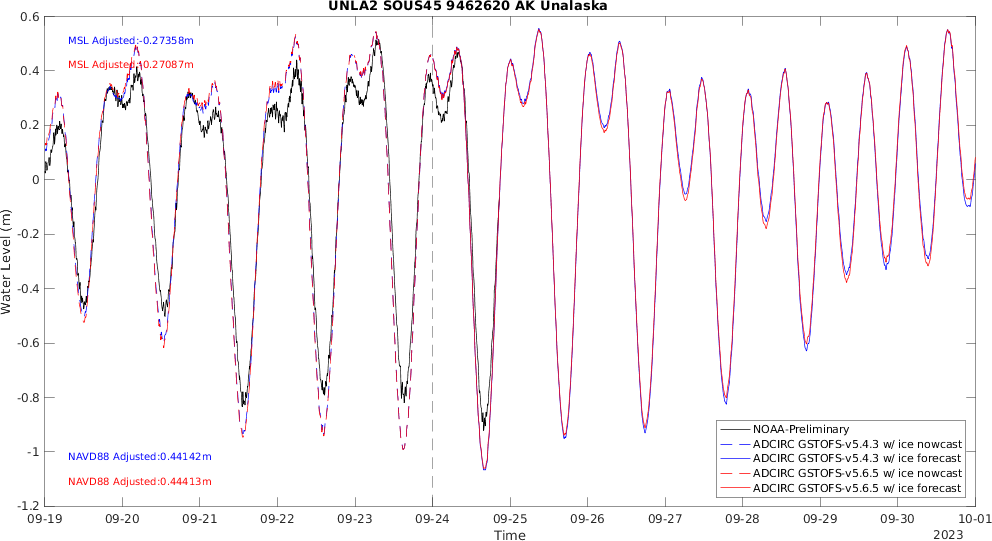 UNLA2 SOUS45 9462620 AK Unalaska
0.6
0.4
0.2
0
-0.2
-0.4
-0.6
-0.8
-1
-1.2
Water Level (m)
MSL Adjusted:-0.27358m
MSL Adjusted:-0.27087m
NAVD88 Adjusted:0.44142m
NAVD88 Adjusted:0.44413m
NOAA-Preliminary
ADCIRC GSTOFS-v5.4.3 w/ ice nowcast
ADCIRC GSTOFS-v5.4.3 w/ ice forecast
ADCIRC GSTOFS-v5.6.5 w/ ice nowcast
ADCIRC GSTOFS-v5.6.5 w/ ice forecast
09-19 09-20 09-21 09-22 09-23 09-24 09-25 09-26 09-27 09-28 09-29 09-30 10-01
Time
2023